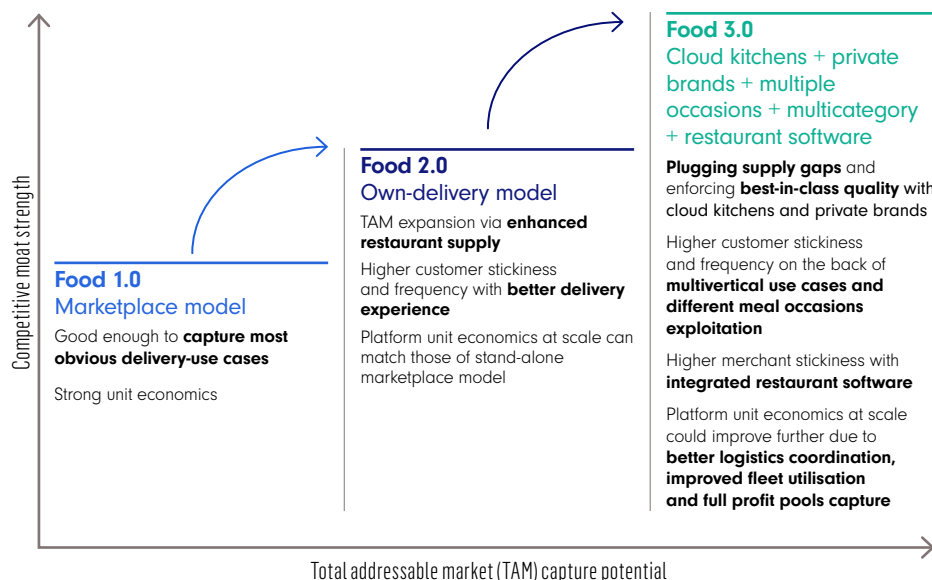 Competitive moat strength
Food 1.0
Marketplace model
Good enough to capture most
obvious delivery-use cases
Strong unit economics
Food 2.0
Own-delivery model
TAM expansion via enhanced
restaurant supply
Higher customer stickiness
and frequency with better delivery
experience
Platform unit economics at scale can
match those of stand-alone
marketplace model
Food 3.0
Cloud kitchens + private
brands + multiple
occasions + multicategory
+ restaurant software
Plugging supply gaps and
enforcing best-in-class quality with
cloud kitchens and private brands
Higher customer stickiness
and frequency on the back of
multivertical use cases and
different meal occasions
exploitation
Higher merchant stickiness with
integrated restaurant software
Platform unit economics at scale
could improve further due to
better logistics coordination,
improved fleet utilisation
and full profit pools capture
Total addressable market (TAM) capture potential